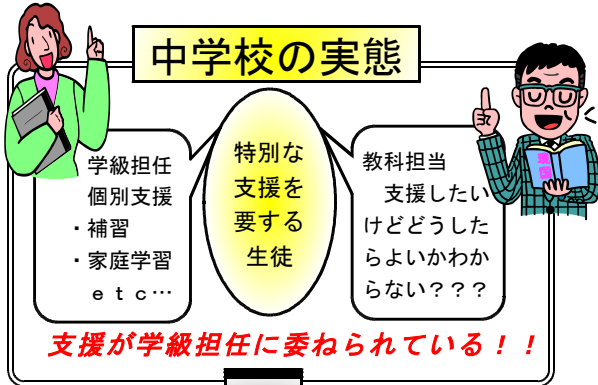 中学校の実態
学級担任
個別支援
・補習
・家庭学習
ｅｔｃ…
特別な
支援を
要する
生徒
教科担当
支援したい
けどどうした
らよいかわか
らない？？？
支援が学級担任に委ねられている！！